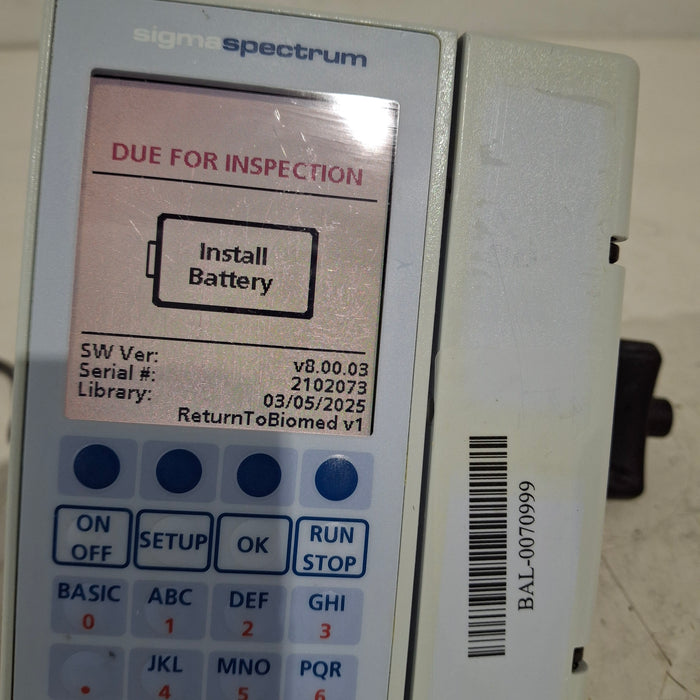 sigmaspectrum
DUE FOR INSPECTION
Install
Battery
SW Ver: v8.00.03
Serial #: 2102073
Library: 03/05/2025
ReturnToBiomed v1
ON
OFF
SETUP
OK
RUN
STOP
BASIC ABC DEF GHI
0 1 2 3
JKL MNO PQR
. 4 5 6
BAL-0070999